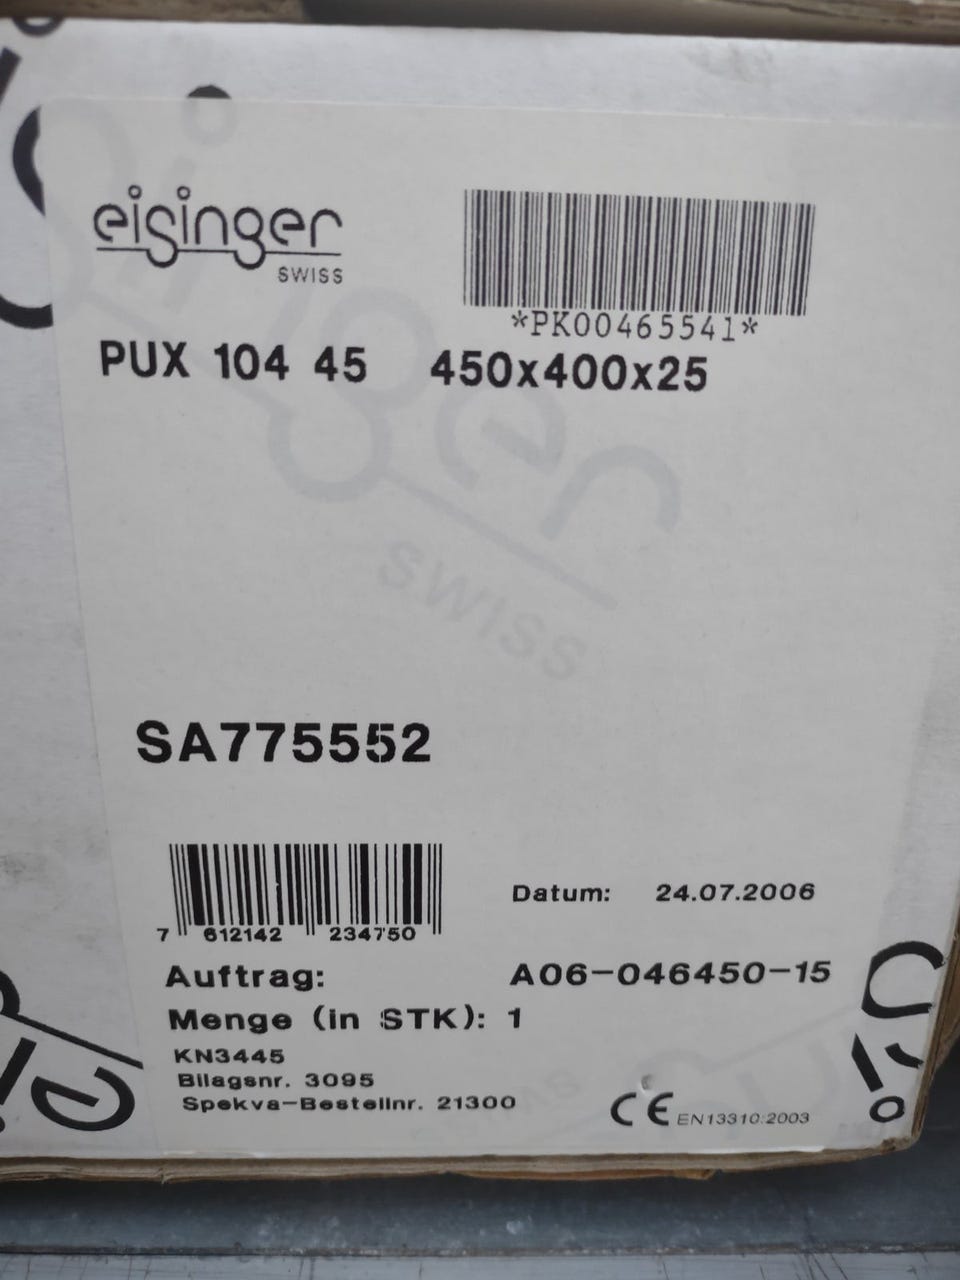 eisinger
SWISS
*PK00465541*
PUX 104 45 450x400x25
SWISS
SA775552
7 612142 234750
Datum: 24.07.2006
Auftrag: A06-046450-15
Menge (in STK): 1
KN3445
Bilagsnr. 3095
Spekva-Bestellnr. 21300
CE EN13310:2003